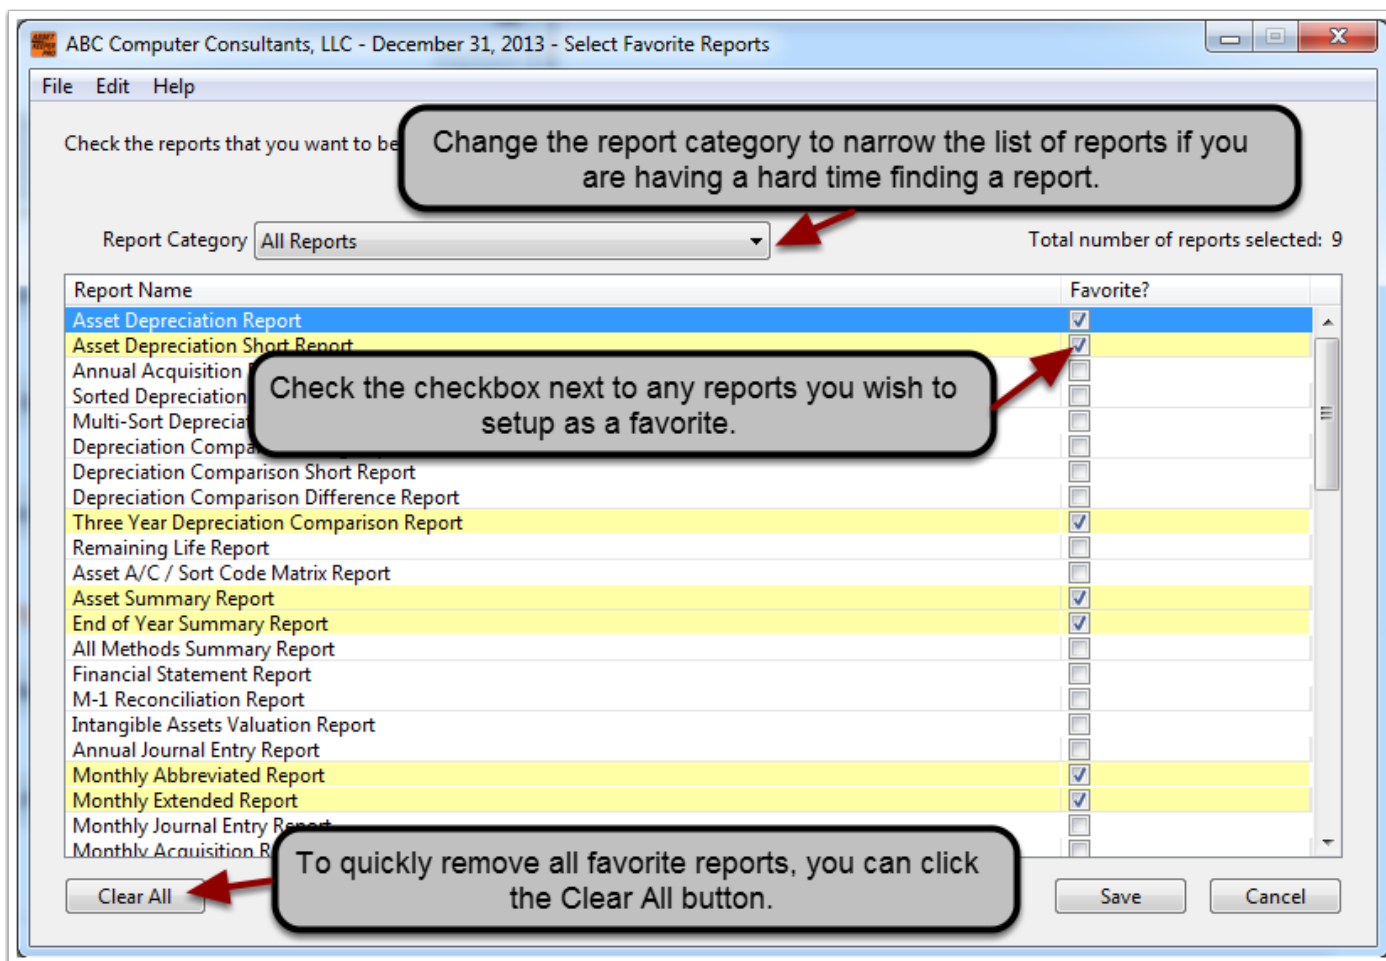 ASSET KEEPER PRO
ABC Computer Consultants, LLC - December 31, 2013 - Select Favorite Reports
File Edit Help
Check the reports that you want to be
Change the report category to narrow the list of reports if you
are having a hard time finding a report.
Report Category All Reports
Total number of reports selected: 9
Report Name Favorite?
Asset Depreciation Report
Asset Depreciation Short Report
Annual Acquisition
Sorted Depreciation
Check the checkbox next to any reports you wish to
setup as a favorite.
Multi-Sort
Depreciation
Depreciation Comparison Short Report
Depreciation Comparison Difference Report
Three Year Depreciation Comparison Report
Remaining Life Report
Asset A/C / Sort Code Matrix Report
Asset Summary Report
End of Year Summary Report
All Methods Summary Report
Financial Statement Report
M-1 Reconciliation Report
Intangible Assets Valuation Report
Annual Journal Entry Report
Monthly Abbreviated Report
Monthly Extended Report
Monthly Journal Entry Report
Monthly Acquisition
To quickly remove all favorite reports, you can click
the Clear All button.
Clear All
Save Cancel